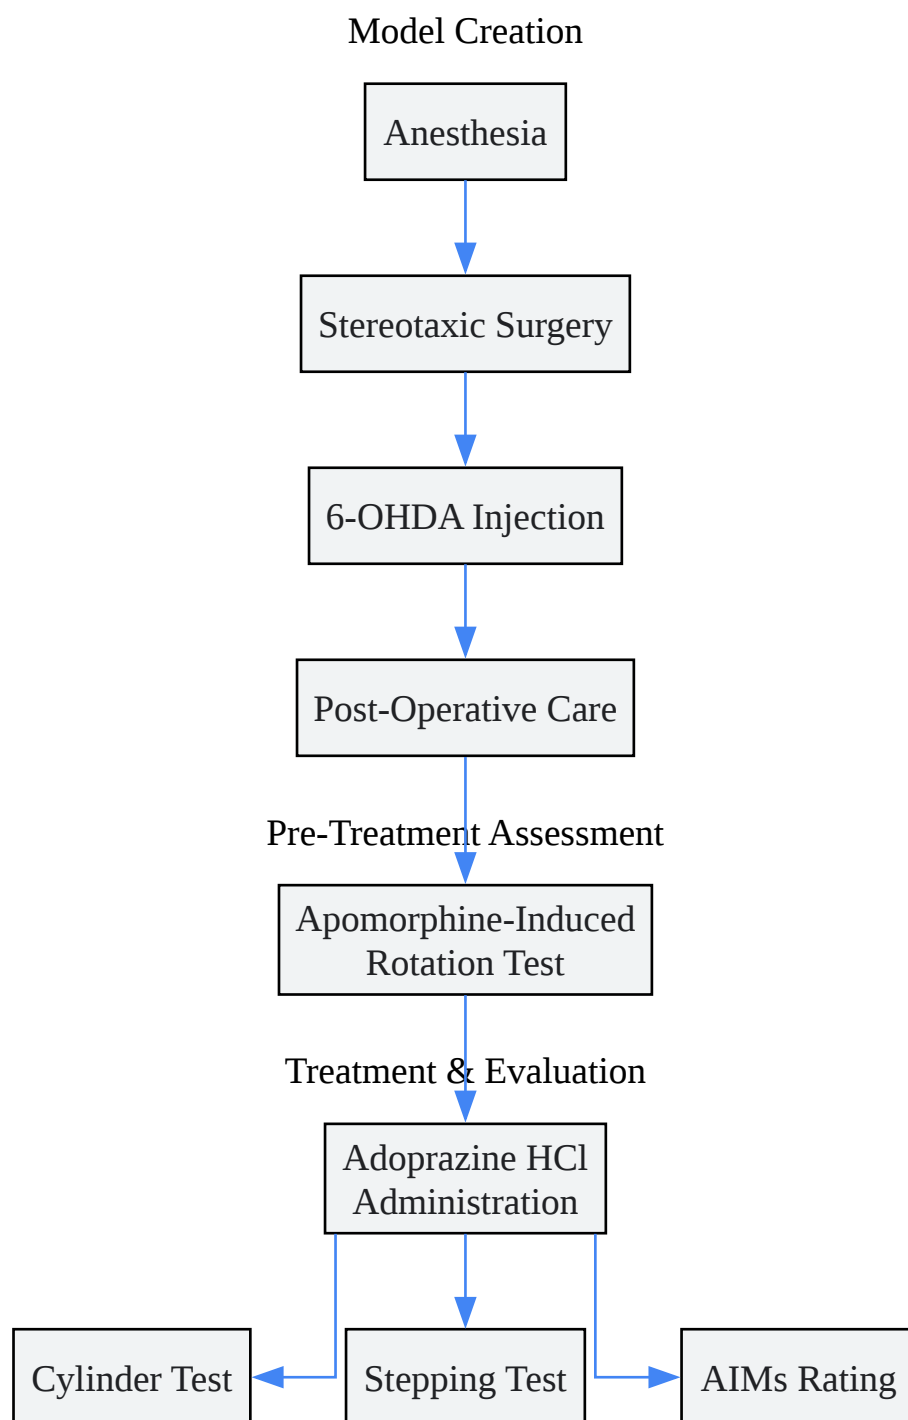 Model Creation
Anesthesia
Stereotaxic Surgery
6-OHDA Injection
Post-Operative Care
Pre-Treatment Assessment
Apomorphine-Induced
Rotation Test
Treatment & Evaluation
Adoprazine HCl
Administration
Cylinder Test
Stepping Test
AIMs Rating